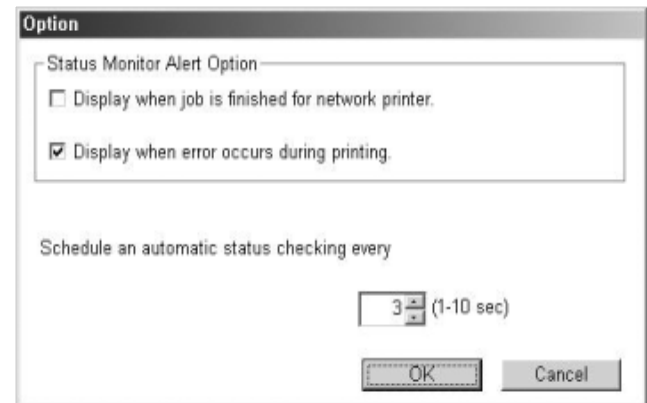 Option
Status Monitor Alert Option
Display when job is finished for network printer.
Display when error occurs during printing.
Schedule an automatic status checking every
3 (1-10 sec)
OK Cancel